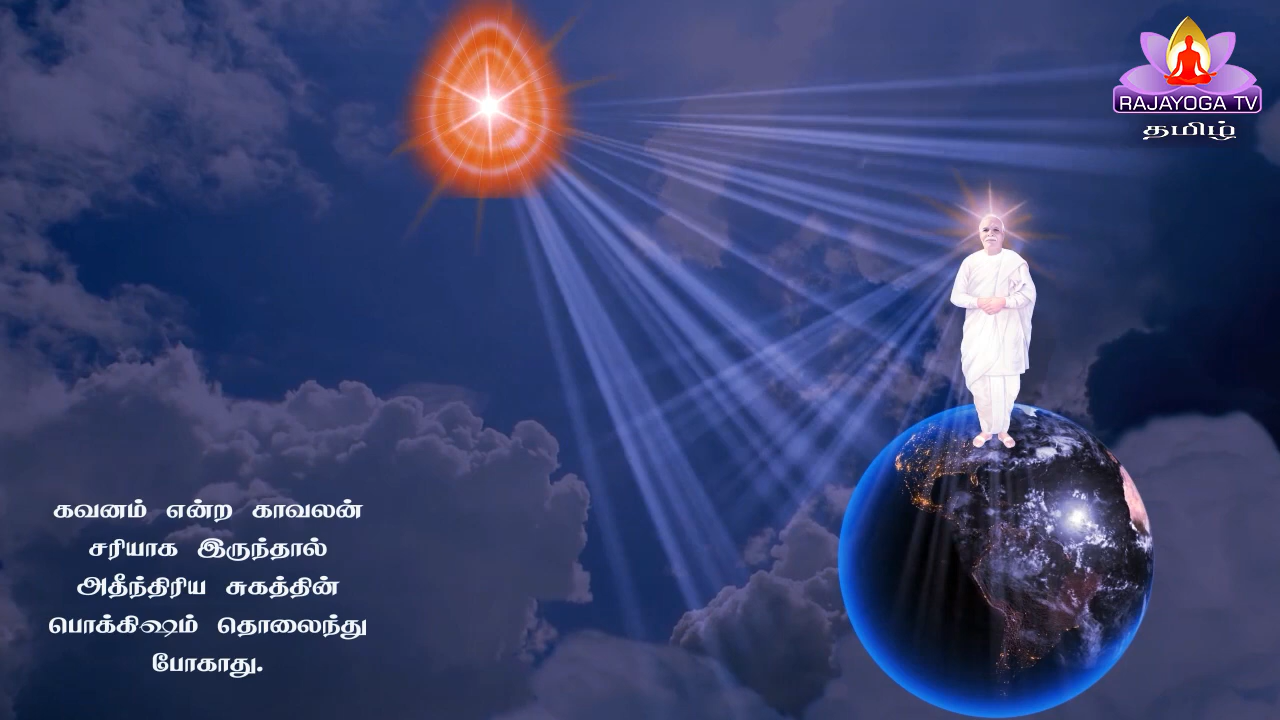 RAJAYOGA TV
தமிழ்
கவனம் என்ற காவலன்
சரியாக இருந்தால்
அதீந்திரிய சுகத்தின்
பொக்கிஷம் தொலைந்து
போகாது.